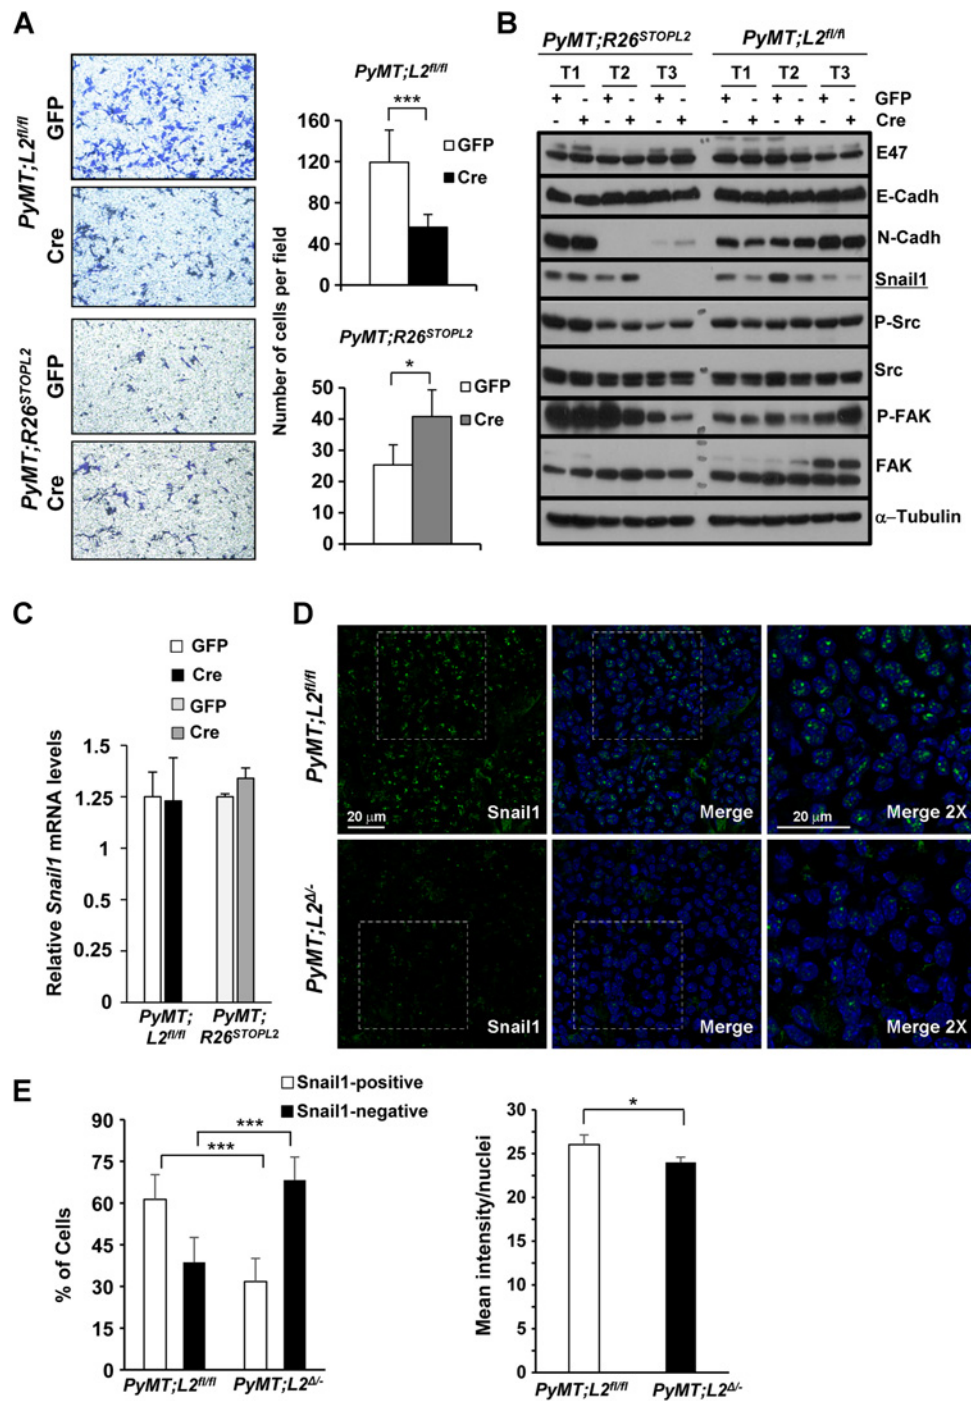 A
PyMT;L2fl/fl
GFP
Cre
PyMT;R26STOPL2
GFP
Cre
PyMT;L2fl/fl
***
160
120
80
40
0
GFP
Cre
Number of cells per field
PyMT;R26STOPL2
*
50
40
30
20
10
0
GFP
Cre
B
PyMT;R26STOPL2 PyMT;L2fl/fl
T1 T2 T3 T1 T2 T3
+ - + - + - + - + - + - GFP
- + - + - + - + - + - + Cre
E47
E-Cadh
N-Cadh
Snail1
P-Src
Src
P-FAK
FAK
α–Tubulin
C
GFP
Cre
GFP
Cre
Relative Snail1 mRNA levels
1.5
1.25
1
0.5
0.25
0
PyMT; PyMT;
L2fl/fl R26STOPL2
D
PyMT;L2fl/fl
20 μm
Snail1
Merge
20 μm
Merge 2X
PyMT;L2Δ/-
Snail1
Merge
Merge 2X
E
Snail1-positive
Snail1-negative
% of Cells
90
75
60
45
30
15
0
***
***
PyMT;L2fl/fl PyMT;L2Δ/-
Mean intensity/nuclei
30
25
20
15
10
5
0
*
PyMT;L2fl/fl PyMT;L2Δ/-